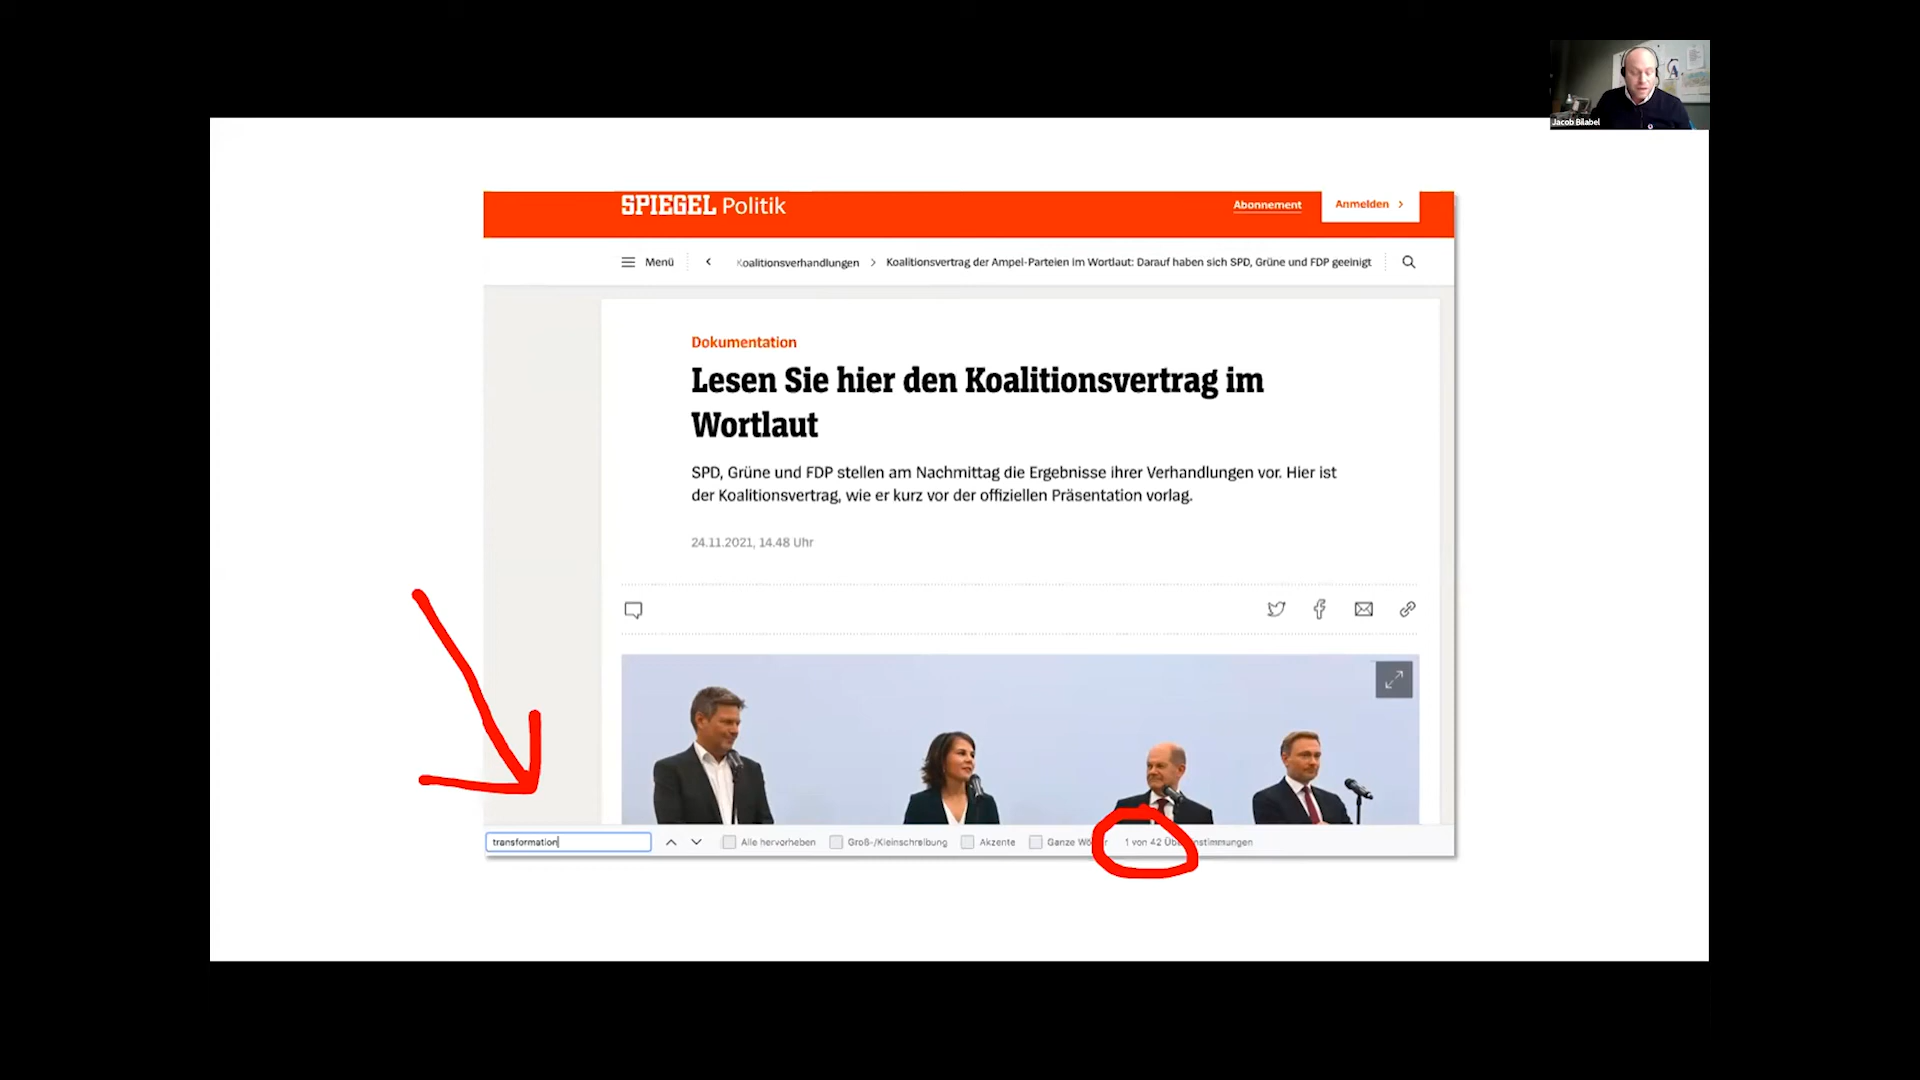 Jacob Bilabel
SPIEGEL Politik
Abonnement
Anmelden
Menü
Koalitionsverhandlungen
Koalitionsvertrag der Ampel-Parteien im Wortlaut: Darauf haben sich SPD, Grüne und FDP geeinigt
Dokumentation
Lesen Sie hier den Koalitionsvertrag im
Wortlaut
SPD, Grüne und FDP stellen am Nachmittag die Ergebnisse ihrer Verhandlungen vor. Hier ist
der Koalitionsvertrag, wie er kurz vor der offiziellen Präsentation vorlag.
24.11.2021, 14.48 Uhr
transformation
Alle hervorheben
Groß-/Kleinschreibung
Akzente
Ganze
1 von 42